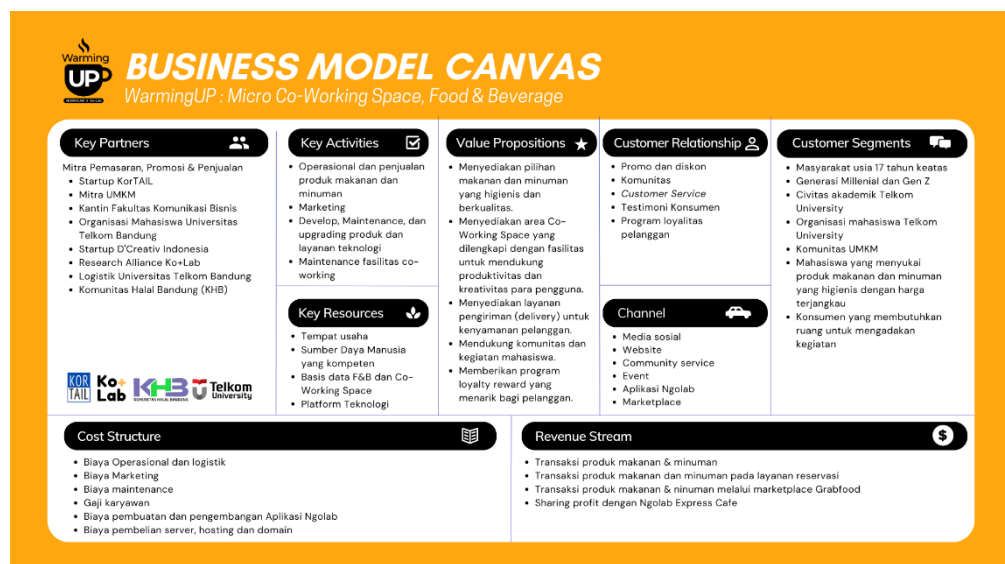 Warming
UP
BUSINESS MODEL CANVAS
WarmingUP : Micro Co-Working Space, Food & Beverage
Key Partners
Mitra Pemasaran, Promosi & Penjualan
• Startup KorTAIL
• Mitra UMKM
• Kantin Fakultas Komunikasi Bisnis
• Organisasi Mahasiswa Universitas
Telkom Bandung
• Startup D'Creativ Indonesia
• Research Alliance Ko+Lab
• Logistik Universitas Telkom Bandung
• Komunitas Halal Bandung (KHB)
KOR
TAIL
Ko+
Lab
KHB
KOMUNITAS HALAL BANDUNG
Telkom
University
Key Activities
• Operasional dan penjualan
produk makanan dan
minuman
• Marketing
• Develop, Maintenance, dan
upgrading produk dan
layanan teknologi
• Maintenance fasilitas co-
working
Key Resources
• Tempat usaha
• Sumber Daya Manusia
yang kompeten
• Basis data F&B dan Co-
Working Space
• Platform Teknologi
Value Propositions
• Menyediakan pilihan
makanan dan minuman
yang higienis dan
berkualitas.
• Menyediakan area Co-
Working Space yang
dilengkapi dengan fasilitas
untuk mendukung
produktivitas dan
kreativitas para pengguna.
• Menyediakan layanan
pengiriman (delivery) untuk
kenyamanan pelanggan.
• Mendukung komunitas dan
kegiatan mahasiswa.
• Memberikan program
loyalty reward yang
menarik bagi pelanggan.
Customer Relationship
• Promo dan diskon
• Komunitas
• Customer Service
• Testimoni Konsumen
• Program loyalitas
pelanggan
Channel
• Media sosial
• Website
• Community service
• Event
• Aplikasi Ngolab
• Marketplace
Customer Segments
• Masyarakat usia 17 tahun keatas
• Generasi Millenial dan Gen Z
• Civitas akademik Telkom
University
• Organisasi mahasiswa Telkom
University
• Komunitas UMKM
• Mahasiswa yang menyukai
produk makanan dan minuman
yang higienis dengan harga
terjangkau
• Konsumen yang membutuhkan
ruang untuk mengadakan
kegiatan
Cost Structure
• Biaya Operasional dan logistik
• Biaya Marketing
• Biaya maintenance
• Gaji karyawan
• Biaya pembuatan dan pengembangan Aplikasi Ngolab
• Biaya pembelian server, hosting dan domain
Revenue Stream
$
• Transaksi produk makanan & minuman
• Transaksi produk makanan dan minuman pada layanan reservasi
• Transaksi produk makanan & ninuman melalui marketplace Grabfood
• Sharing profit dengan Ngolab Express Cafe